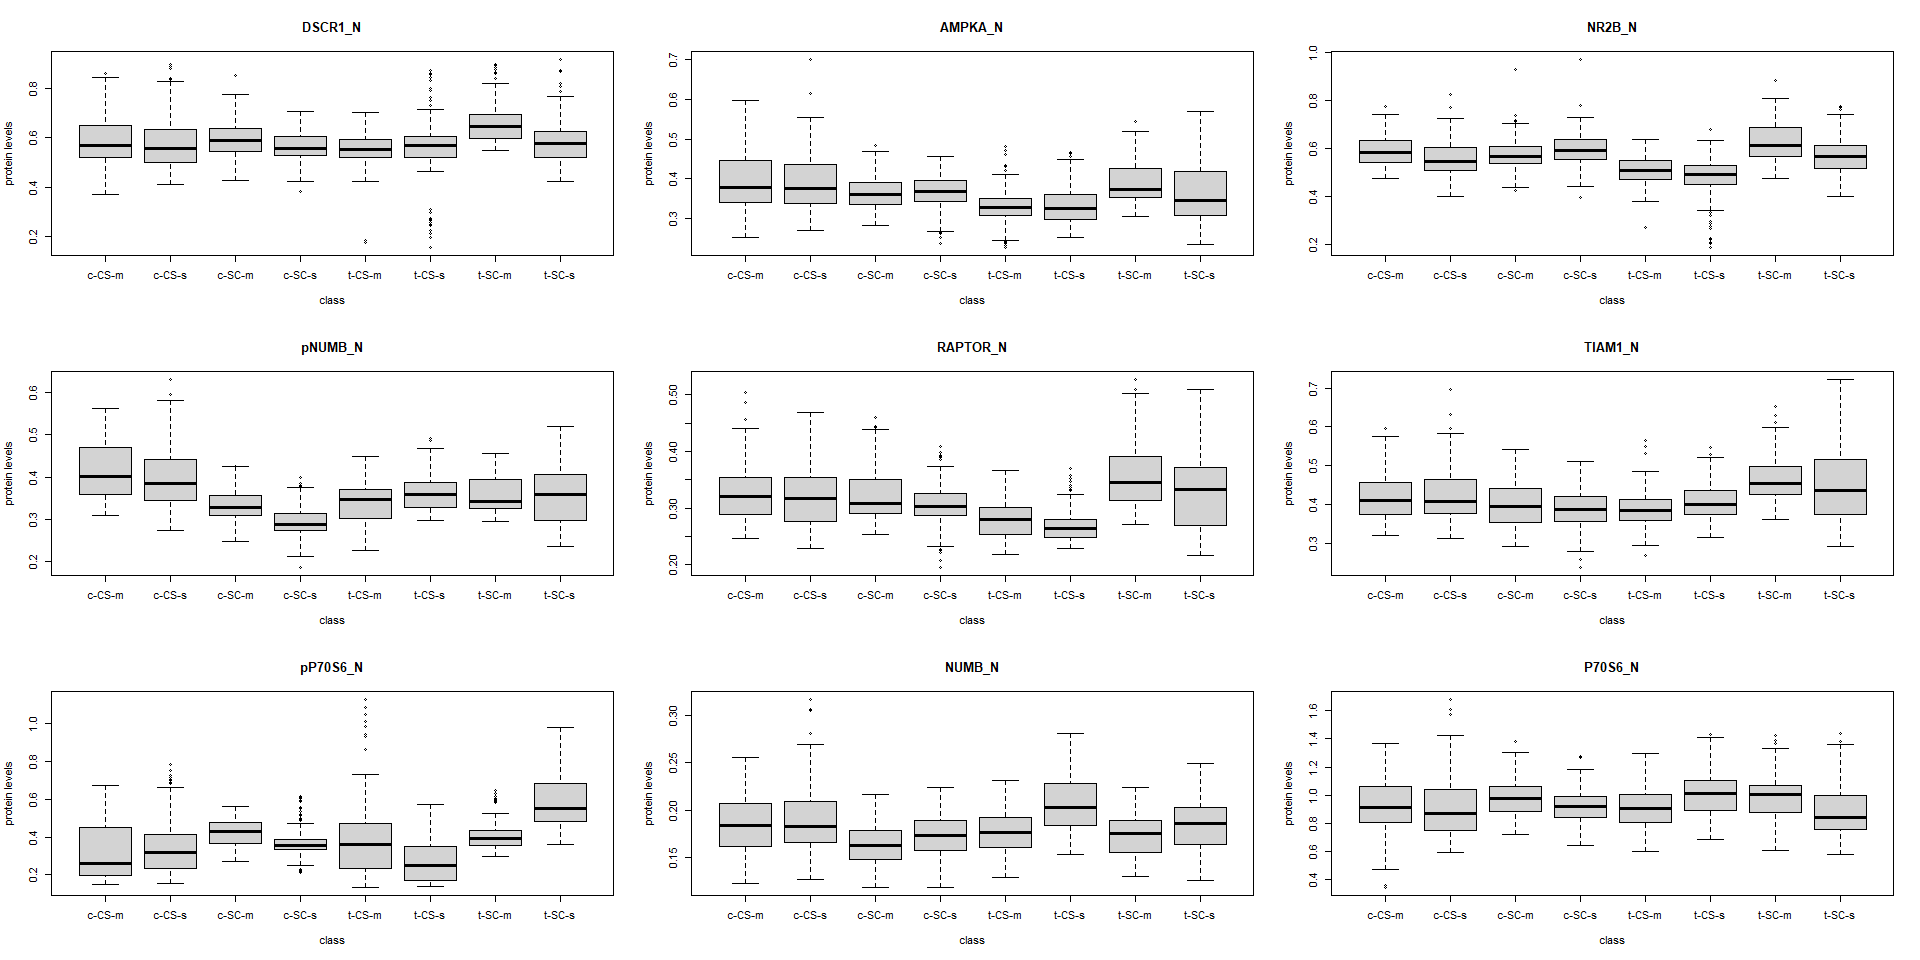 DSCR1_N
protein levels
0.2 0.4 0.6 0.8
c-CS-m c-CS-s c-SC-m c-SC-s t-CS-m t-CS-s t-SC-m t-SC-s
class
AMPKA_N
protein levels
0.3 0.4 0.5 0.6 0.7
c-CS-m c-CS-s c-SC-m c-SC-s t-CS-m t-CS-s t-SC-m t-SC-s
class
NR2B_N
protein levels
0.2 0.4 0.6 0.8 1.0
c-CS-m c-CS-s c-SC-m c-SC-s t-CS-m t-CS-s t-SC-m t-SC-s
class
pNUMB_N
protein levels
0.2 0.3 0.4 0.5 0.6
c-CS-m c-CS-s c-SC-m c-SC-s t-CS-m t-CS-s t-SC-m t-SC-s
class
RAPTOR_N
protein levels
0.20 0.30 0.40 0.50
c-CS-m c-CS-s c-SC-m c-SC-s t-CS-m t-CS-s t-SC-m t-SC-s
class
TIAM1_N
protein levels
0.3 0.4 0.5 0.6 0.7
c-CS-m c-CS-s c-SC-m c-SC-s t-CS-m t-CS-s t-SC-m t-SC-s
class
pP70S6_N
protein levels
0.2 0.4 0.6 0.8 1.0
c-CS-m c-CS-s c-SC-m c-SC-s t-CS-m t-CS-s t-SC-m t-SC-s
class
NUMB_N
protein levels
0.15 0.20 0.25 0.30
c-CS-m c-CS-s c-SC-m c-SC-s t-CS-m t-CS-s t-SC-m t-SC-s
class
P70S6_N
protein levels
0.4 0.6 0.8 1.0 1.2 1.4 1.6
c-CS-m c-CS-s c-SC-m c-SC-s t-CS-m t-CS-s t-SC-m t-SC-s
class